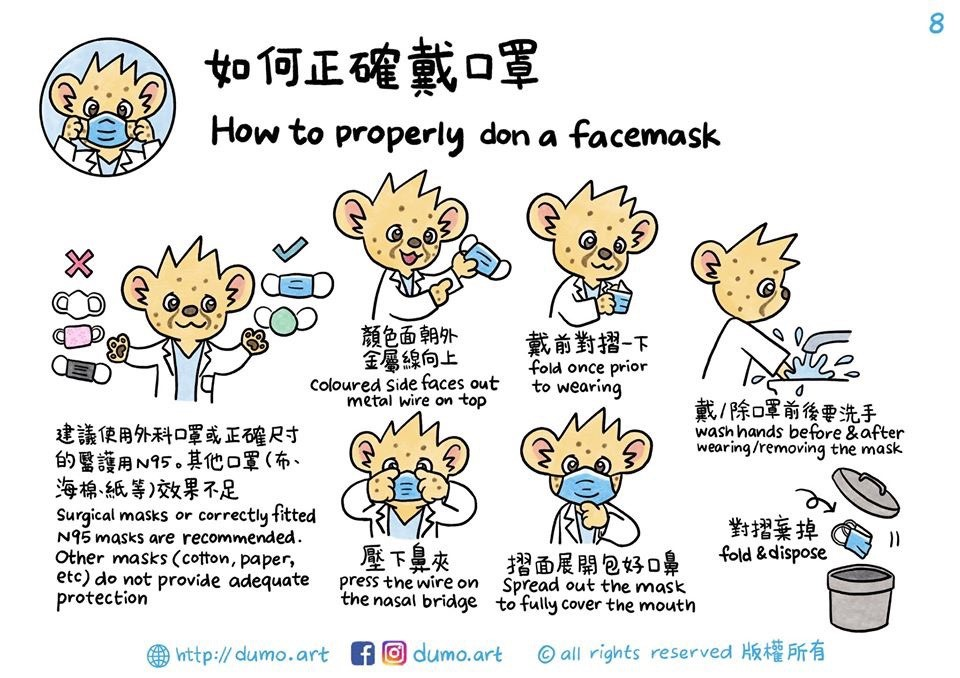 8
如何正確戴口罩
How to properly don a facemask
顏色面朝外
金屬線向上
coloured side faces out
metal wire on top
戴前對摺一下
fold once prior
to wearing
戴/除口罩前後要洗手
wash hands before & after
wearing/removing the mask
建議使用外科口罩或正確尺寸
的醫護用N95。其他口罩(布、
海棉、紙等)效果不足
Surgical masks or correctly fitted
N95 masks are recommended.
Other masks (cotton, paper,
etc) do not provide adequate
protection
壓下鼻夾
press the wire on
the nasal bridge
摺面展開包好口鼻
Spread out the mask
to fully cover the mouth
對摺棄掉
fold & dispose
http://dumo.art
dumo.art
© all rights reserved 版權所有